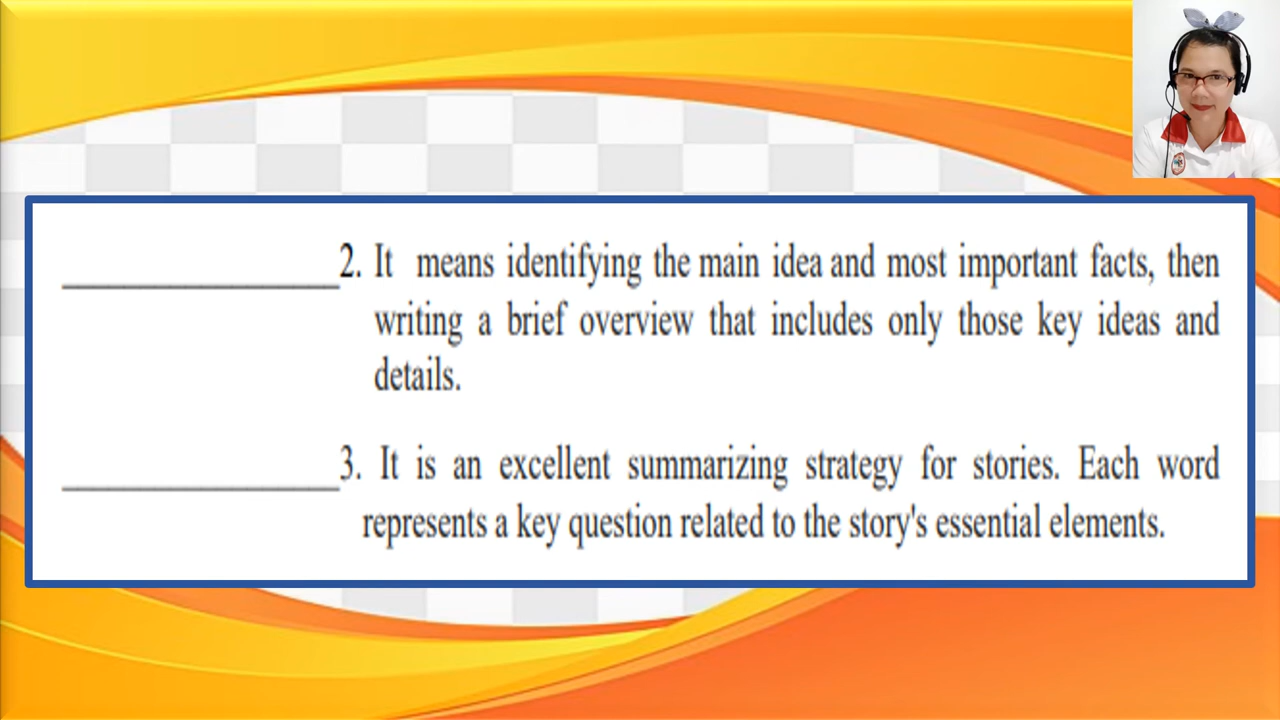 ____________________2. It means identifying the main idea and most important facts, then
writing a brief overview that includes only those key ideas and
details.
____________________3. It is an excellent summarizing strategy for stories. Each word
represents a key question related to the story's essential elements.